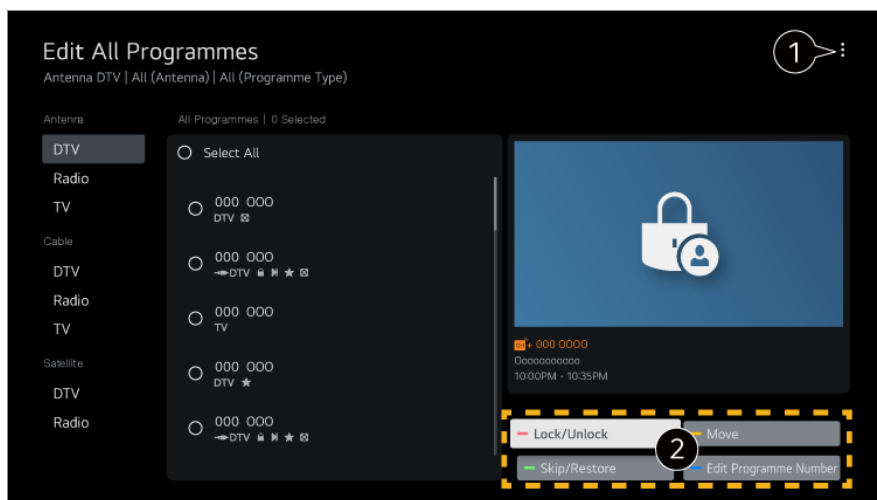 Edit All Programmes
Antenna DTV | All (Antenna) | All (Programme Type)
1
Antenna
DTV
Radio
TV
Cable
DTV
Radio
TV
Satellite
DTV
Radio
All Programmes | 0 Selected
Select All
000 000
DTV
000 000
DTV
000 000
TV
000 000
DTV
000 000
DTV
+ 000 0000
Ooooooooooo
10:00PM - 10:35PM
Lock/Unlock
Move
2
Skip/Restore
Edit Programme Number